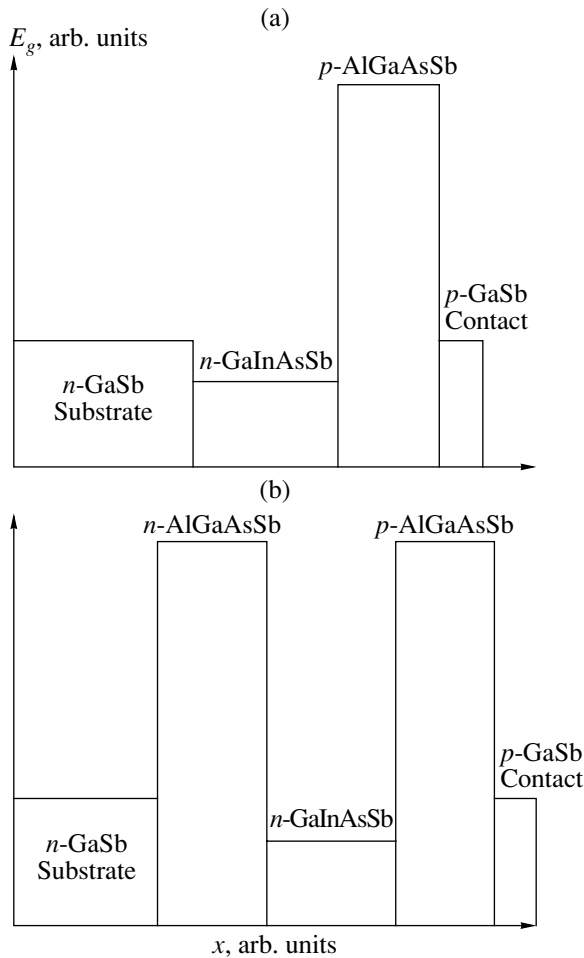 (a)
E_g, arb. units
p-AlGaAsSb
p-GaSb
Contact
n-GaInAsSb
n-GaSb
Substrate
(b)
n-AlGaAsSb
p-AlGaAsSb
p-GaSb
Contact
n-GaInAsSb
n-GaSb
Substrate
x, arb. units